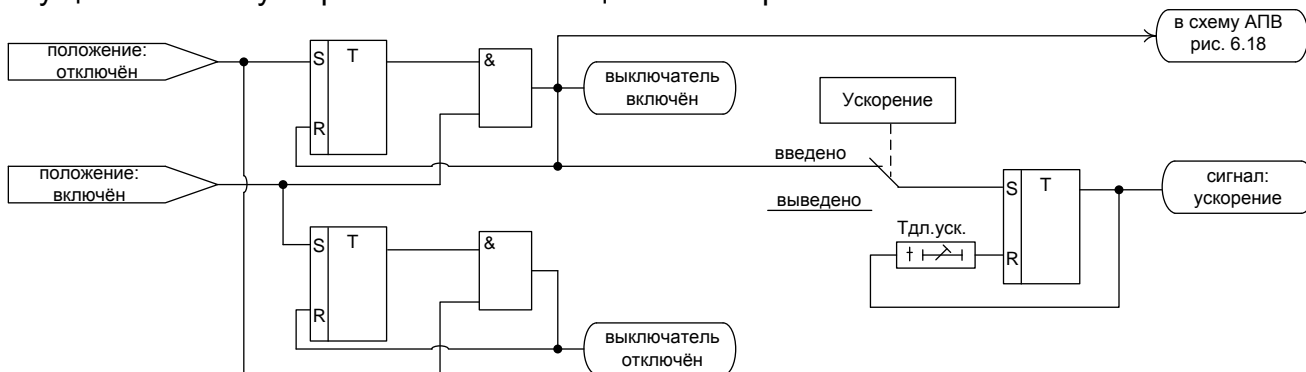 в схему АПВ
рис. 6.18
положение:
отключён
S T
&
R
выключатель
включён
Ускорение
введено
положение:
включён
выведено
S T
R
сигнал:
ускорение
Tдл.уск.
t
S T
&
R
выключатель
отключён